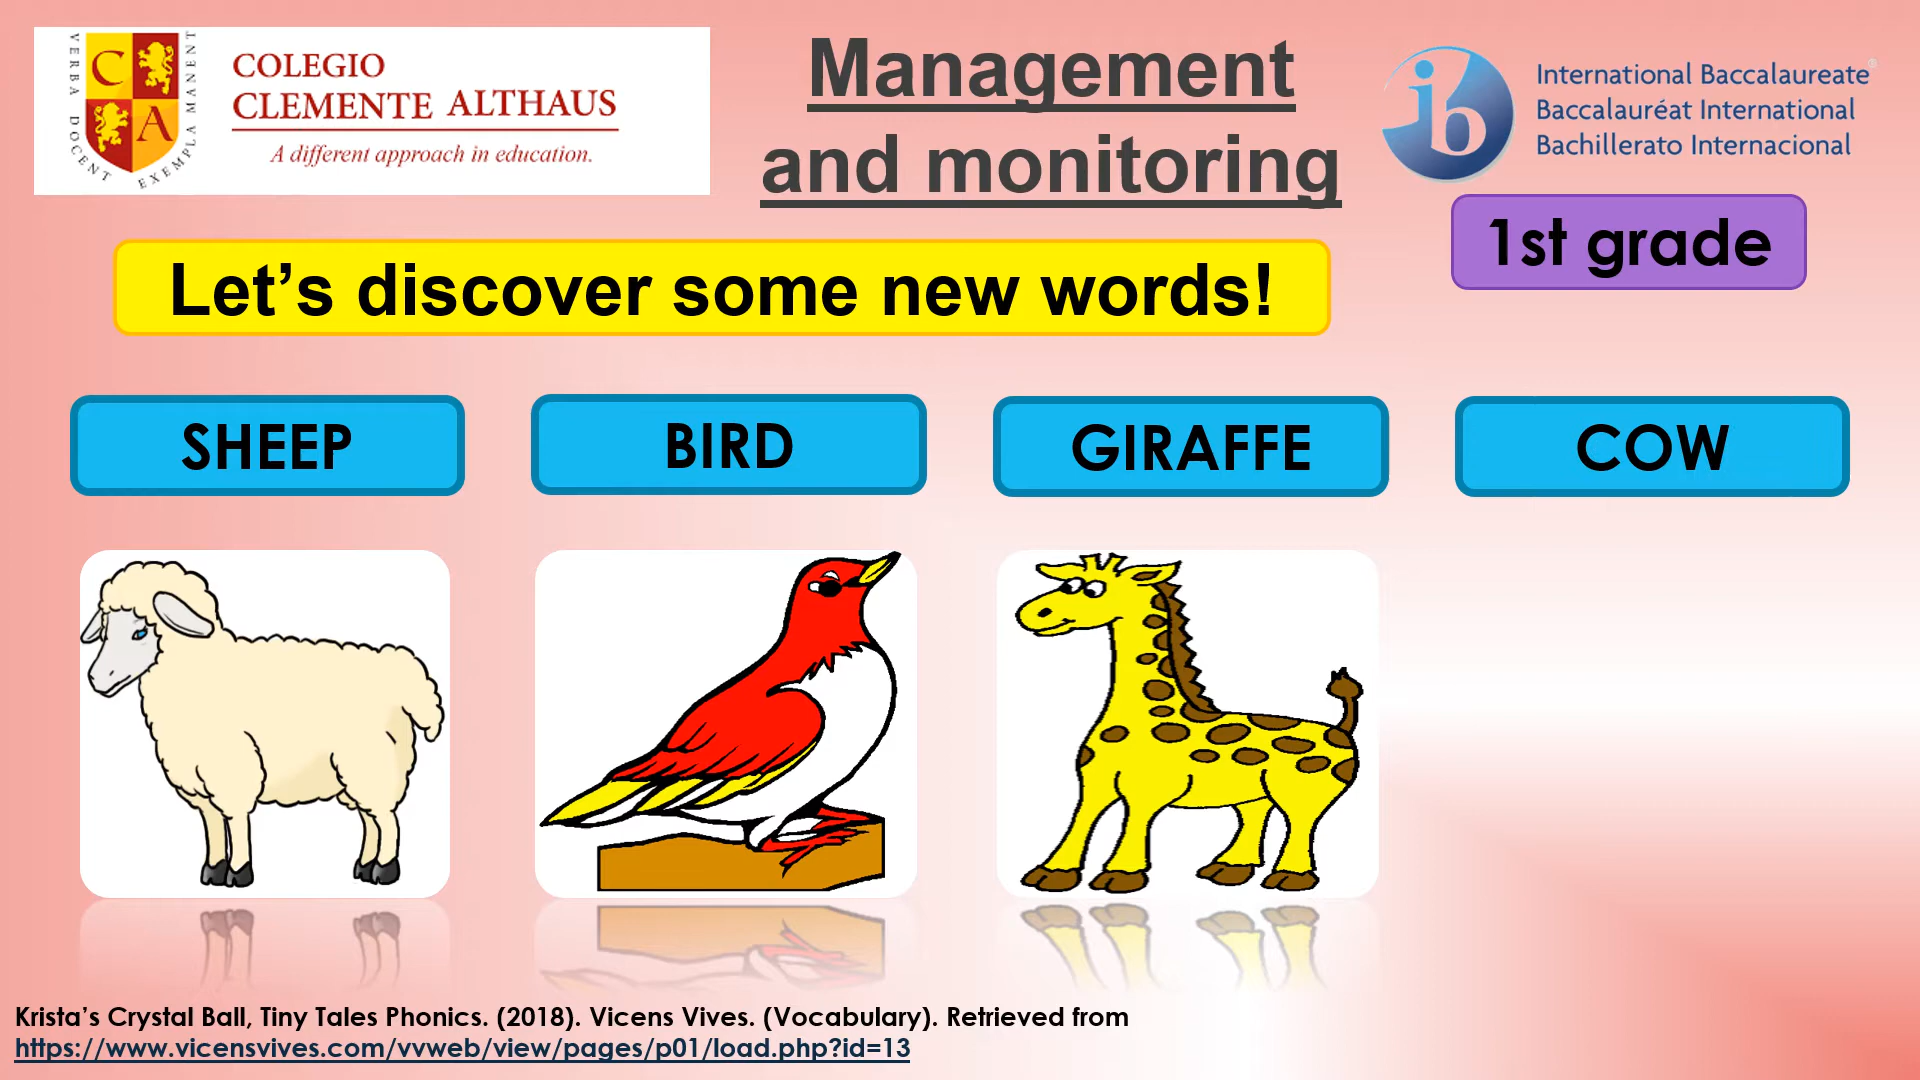 VERBA DOCENT
EXEMPLA MANENT
C
A
COLEGIO
CLEMENTE ALTHAUS
A different approach in education.
Management
and monitoring
ib
International Baccalaureate
Baccalauréat International
Bachillerato Internacional
1st grade
Let’s discover some new words!
SHEEP
BIRD
GIRAFFE
COW
Krista’s Crystal Ball, Tiny Tales Phonics. (2018). Vicens Vives. (Vocabulary). Retrieved from
https://www.vicensvives.com/vvweb/view/pages/p01/load.php?id=13